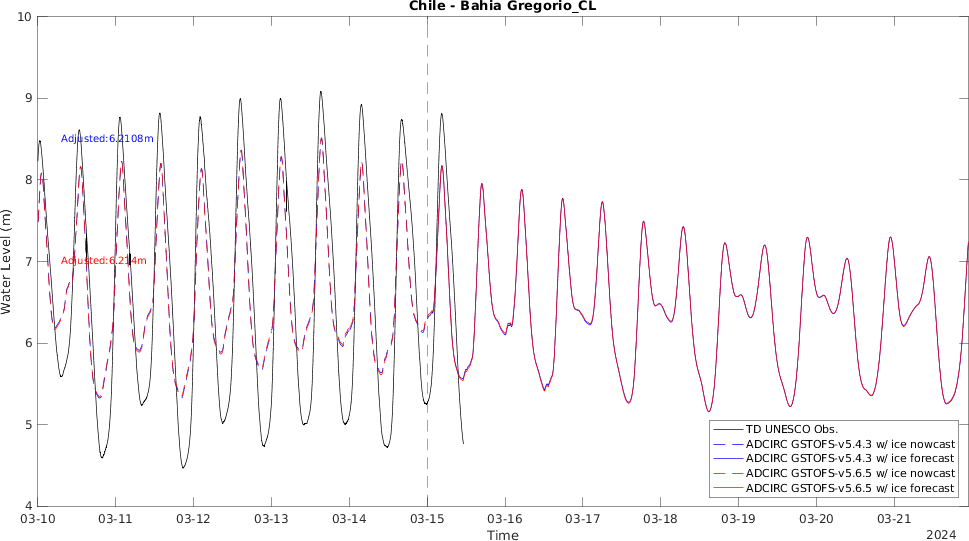 Chile - Bahia Gregorio_CL
10
9
8
7
6
5
4
Water Level (m)
Adjusted:6.2108m
Adjusted:6.214m
TD UNESCO Obs.
ADCIRC GSTOFS-v5.4.3 w/ ice nowcast
ADCIRC GSTOFS-v5.4.3 w/ ice forecast
ADCIRC GSTOFS-v5.6.5 w/ ice nowcast
ADCIRC GSTOFS-v5.6.5 w/ ice forecast
03-10 03-11 03-12 03-13 03-14 03-15 03-16 03-17 03-18 03-19 03-20 03-21
Time
2024